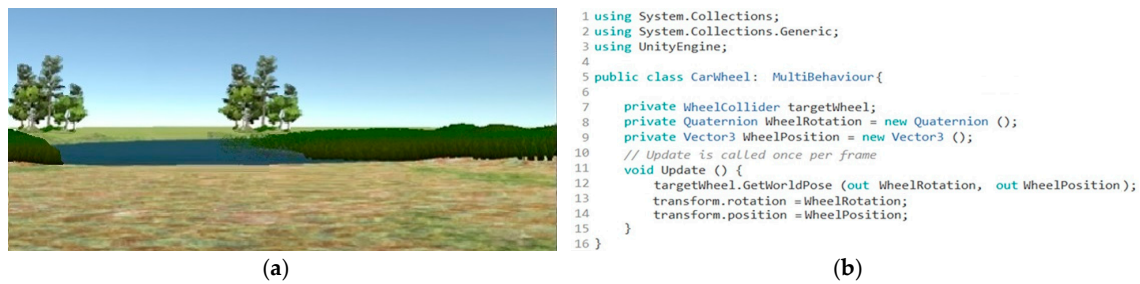 1 using System.Collections;
2 using System.Collections.Generic;
3 using UnityEngine;
4
5 public class CarWheel: MultiBehaviour{
6
7 private WheelCollider targetWheel;
8 private Quaternion WheelRotation = new Quaternion ();
9 private Vector3 WheelPosition = new Vector3 ();
10 // Update is called once per frame
11 void Update () {
12 targetWheel.GetWorldPose (out WheelRotation, out WheelPosition);
13 transform.rotation = WheelRotation;
14 transform.position = WheelPosition;
15 }
16 }
(a)
(b)